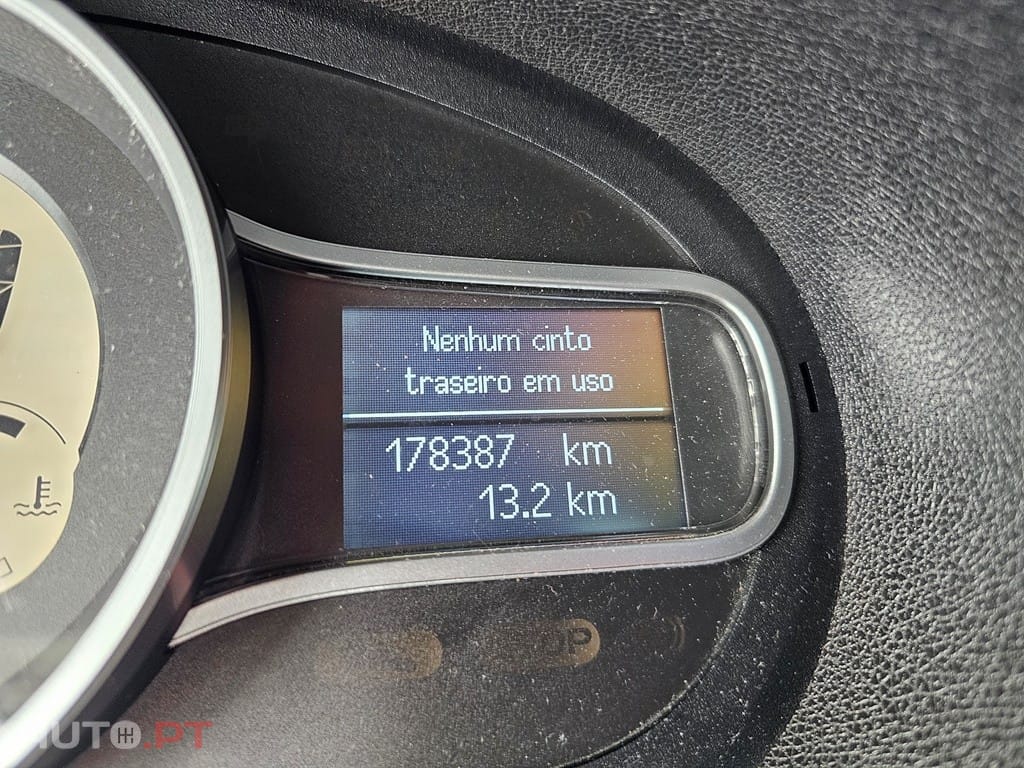 Nenhum cinto
traseiro em uso
178387 km
13.2 km